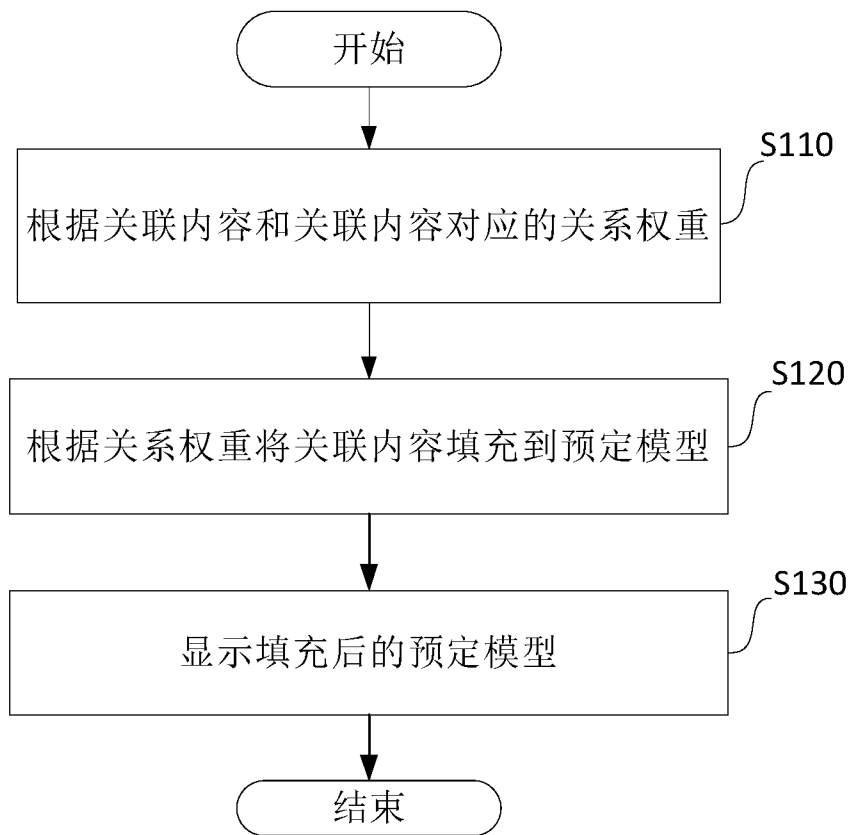 开始
S110
根据关联内容和关联内容对应的关系权重
S120
根据关系权重将关联内容填充到预定模型
S130
显示填充后的预定模型
结束